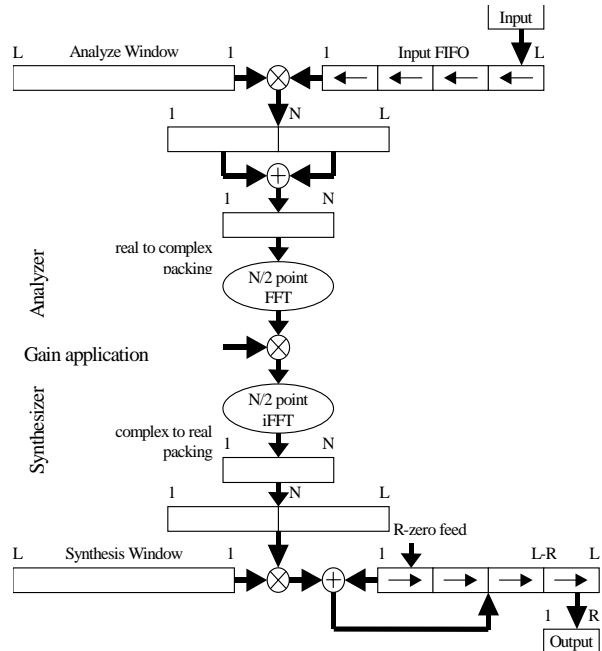 Input
L Analyze Window 1 1 Input FIFO L
1 N L
1 N
real to complex
packing
N/2 point
FFT
Analyzer
Gain application
Synthesizer
N/2 point
iFFT
complex to real
packing
1 N
1 N L
R-zero feed
L Synthesis Window 1 1 L-R L
1 R
Output